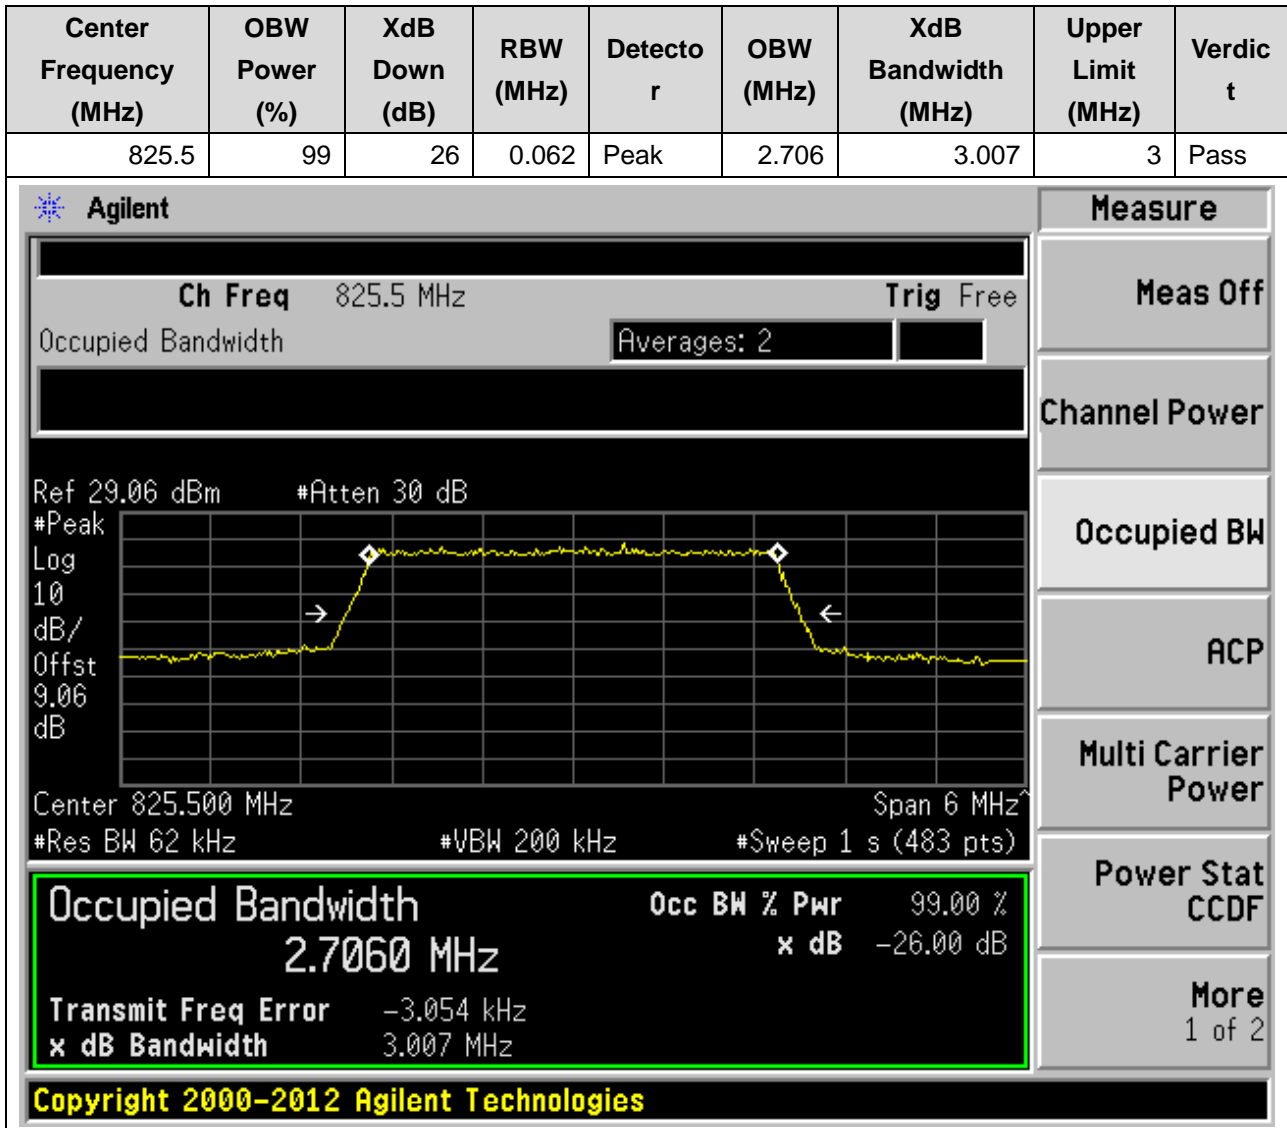 Center Frequency (MHz) OBW Power (%) XdB Down (dB) RBW (MHz) Detecto r OBW (MHz) XdB Bandwidth (MHz) Upper Limit (MHz) Verdic t
825.5 99 26 0.062 Peak 2.706 3.007 3 Pass
Agilent
Measure
Ch Freq 825.5 MHz Trig Free
Meas Off
Occupied Bandwidth Averages: 2
Channel Power
Ref 29.06 dBm #Atten 30 dB
#Peak
Log
10
dB/
Offst
9.06
dB
Occupied BW
ACP
Multi Carrier
Power
Center 825.500 MHz Span 6 MHz^
#Res BW 62 kHz #VBW 200 kHz #Sweep 1 s (483 pts)
Power Stat
CCDF
Occupied Bandwidth Occ BW % Pwr 99.00 %
2.7060 MHz x dB -26.00 dB
Transmit Freq Error -3.054 kHz
x dB Bandwidth 3.007 MHz
More
1 of 2
Copyright 2000-2012 Agilent Technologies